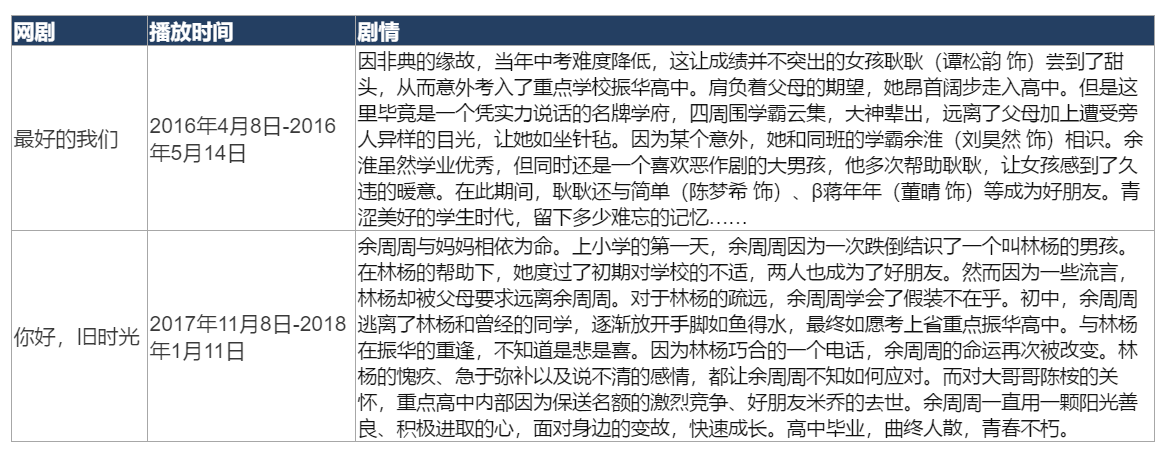 网剧 播放时间 剧情
最好的我们
2016年4月8日-2016
年5月14日
因非典的缘故，当年中考难度降低，这让成绩并不突出的女孩耿耿（谭松韵 饰）尝到了甜
头，从而意外考入了重点学校振华高中。肩负着父母的期望，她昂首阔步走入高中。但是这
里毕竟是一个凭实力说话的名牌学府，四周围学霸云集，大神辈出，远离了父母加上遭受旁
人异样的目光，让她如坐针毡。因为某个意外，她和同班的学霸余淮（刘昊然 饰）相识。余
淮虽然学业优秀，但同时还是一个喜欢恶作剧的大男孩，他多次帮助耿耿，让女孩感到了久
违的暖意。在此期间，耿耿还与简单（陈梦希 饰）、β蒋年年（董晴 饰）等成为好朋友。青
涩美好的学生时代，留下多少难忘的记忆……
你好，旧时光
2017年11月8日-2018
年1月11日
余周周与妈妈相依为命。上小学的第一天，余周周因为一次跌倒结识了一个叫林杨的男孩。
在林杨的帮助下，她度过了初期对学校的不适，两人也成为了好朋友。然而因为一些流言，
林杨却被父母要求远离余周周。对于林杨的疏远，余周周学会了假装不在乎。初中，余周周
逃离了林杨和曾经的同学，逐渐放开手脚如鱼得水，最终如愿考上省重点振华高中。与林杨
在振华的重逢，不知道是悲是喜。因为林杨巧合的一个电话，余周周的命运再次被改变。林
杨的愧疚、急于弥补以及说不清的感情，都让余周周不知如何应对。而对大哥哥陈桉的关
怀，重点高中内部因为保送名额的激烈竞争、好朋友米乔的去世。余周周一直用一颗阳光善
良、积极进取的心，面对身边的变故，快速成长。高中毕业，曲终人散，青春不朽。